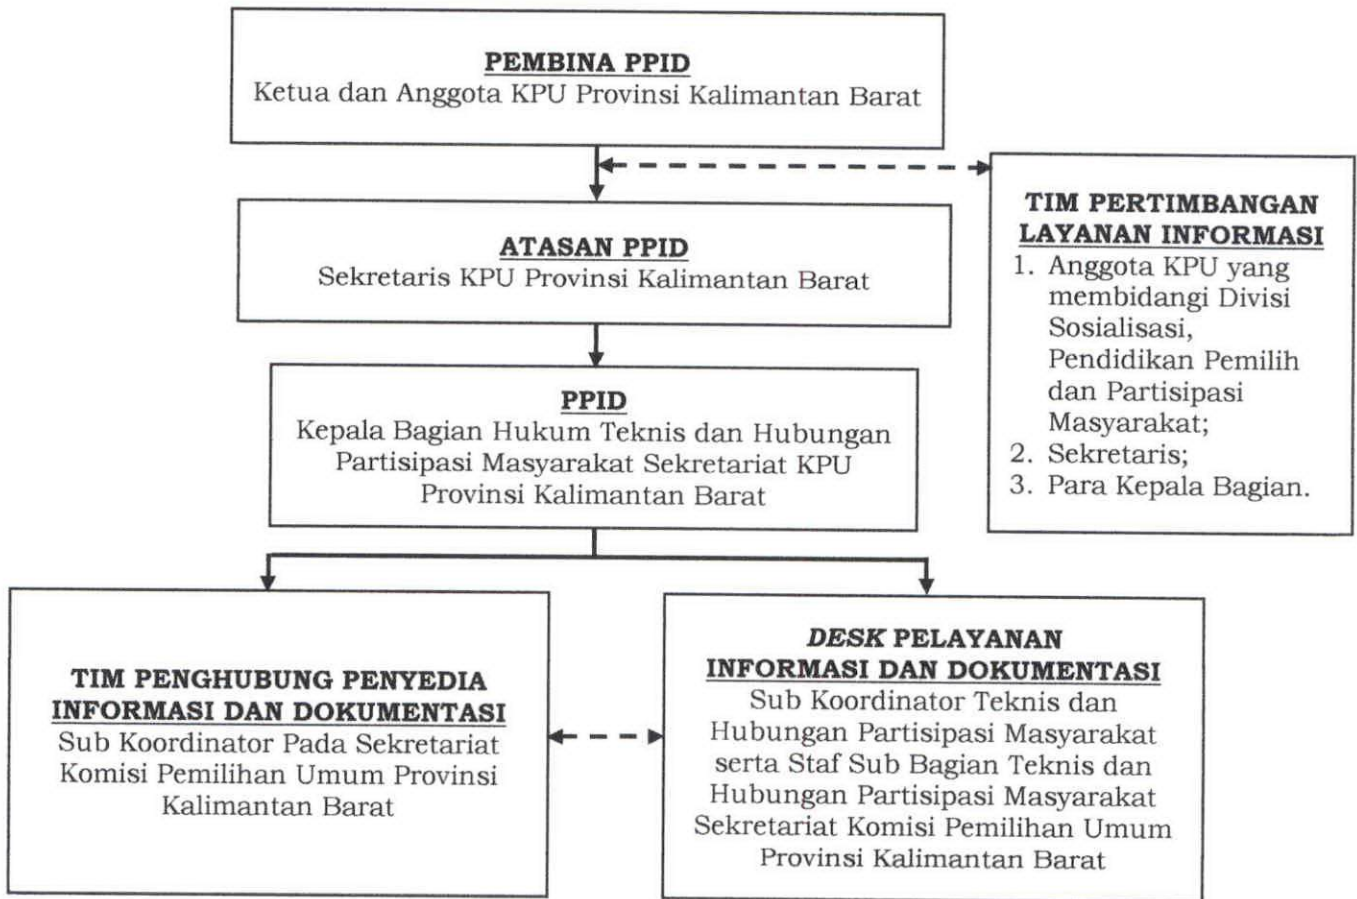 PEMBINA PPID
Ketua dan Anggota KPU Provinsi Kalimantan Barat
ATASAN PPID
Sekretaris KPU Provinsi Kalimantan Barat
TIM PERTIMBANGAN
LAYANAN INFORMASI
1. Anggota KPU yang
membidangi Divisi
Sosialisasi,
Pendidikan Pemilih
dan Partisipasi
Masyarakat;
2. Sekretaris;
3. Para Kepala Bagian.
PPID
Kepala Bagian Hukum Teknis dan Hubungan
Partisipasi Masyarakat Sekretariat KPU
Provinsi Kalimantan Barat
TIM PENGHUBUNG PENYEDIA
INFORMASI DAN DOKUMENTASI
Sub Koordinator Pada Sekretariat
Komisi Pemilihan Umum Provinsi
Kalimantan Barat
DESK PELAYANAN
INFORMASI DAN DOKUMENTASI
Sub Koordinator Teknis dan
Hubungan Partisipasi Masyarakat
serta Staf Sub Bagian Teknis dan
Hubungan Partisipasi Masyarakat
Sekretariat Komisi Pemilihan Umum
Provinsi Kalimantan Barat